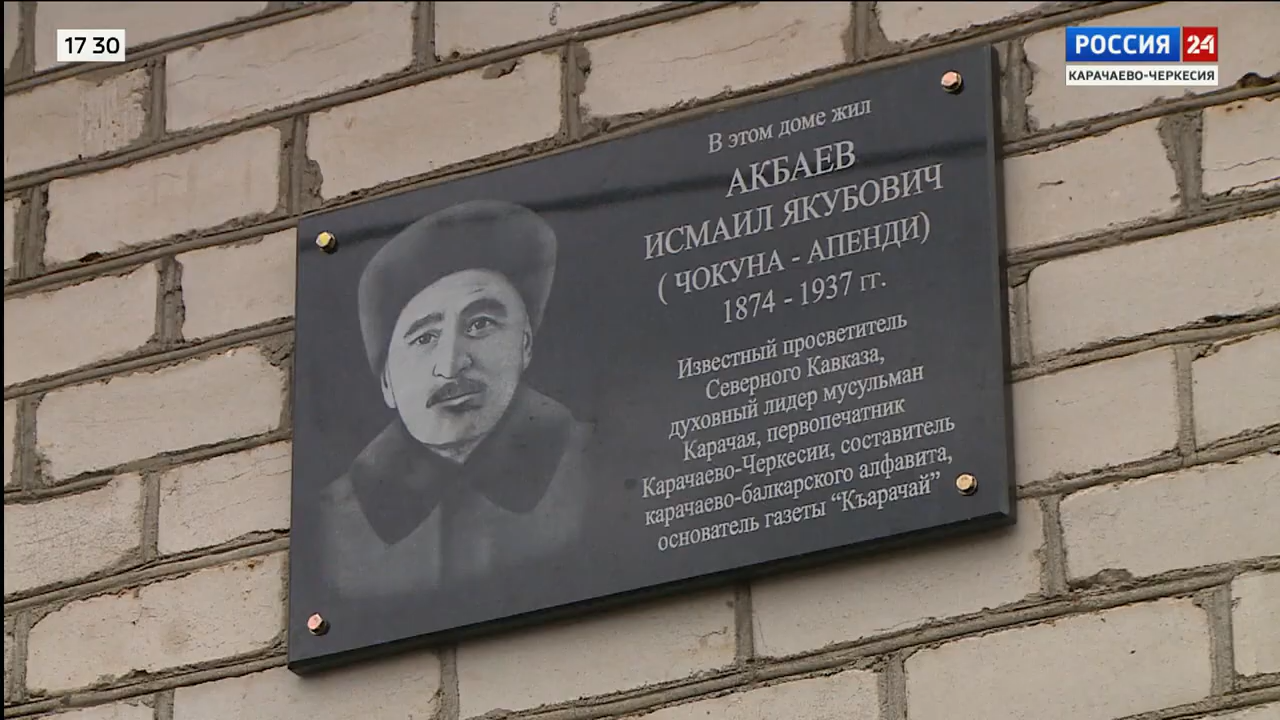 17 30
РОССИЯ 24
КАРАЧАЕВО-ЧЕРКЕСИЯ
В этом доме жил
АКБАЕВ
ИСМАИЛ ЯКУБОВИЧ
( ЧОКУНА - АПЕНДИ)
1874 - 1937 гг.
Известный просветитель
Северного Кавказа,
духовный лидер мусульман
Карачая, первопечатник
Карачаево-Черкесии, составитель
карачаево-балкарского алфавита,
основатель газеты “Къарачай”